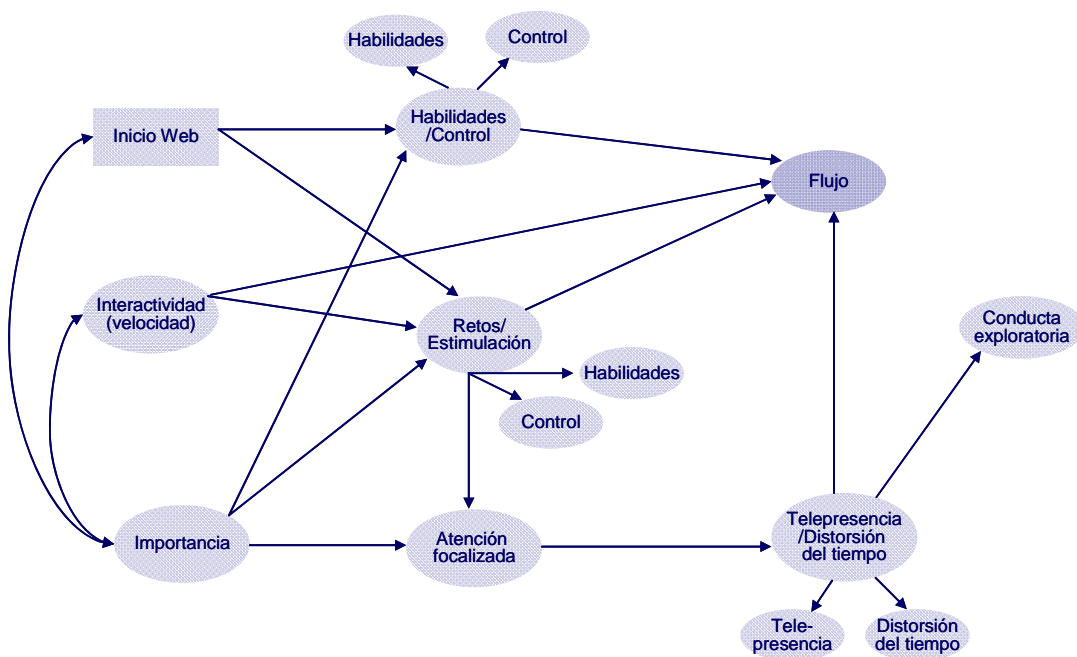 Habilidades
Control
Habilidades
/Control
Inicio Web
Flujo
Interactividad
(velocidad)
Retos/
Estimulación
Conducta
exploratoria
Habilidades
Control
Importancia
Atención
focalizada
Telepresencia
/Distorsión
del tiempo
Tele-
presencia
Distorsión
del tiempo